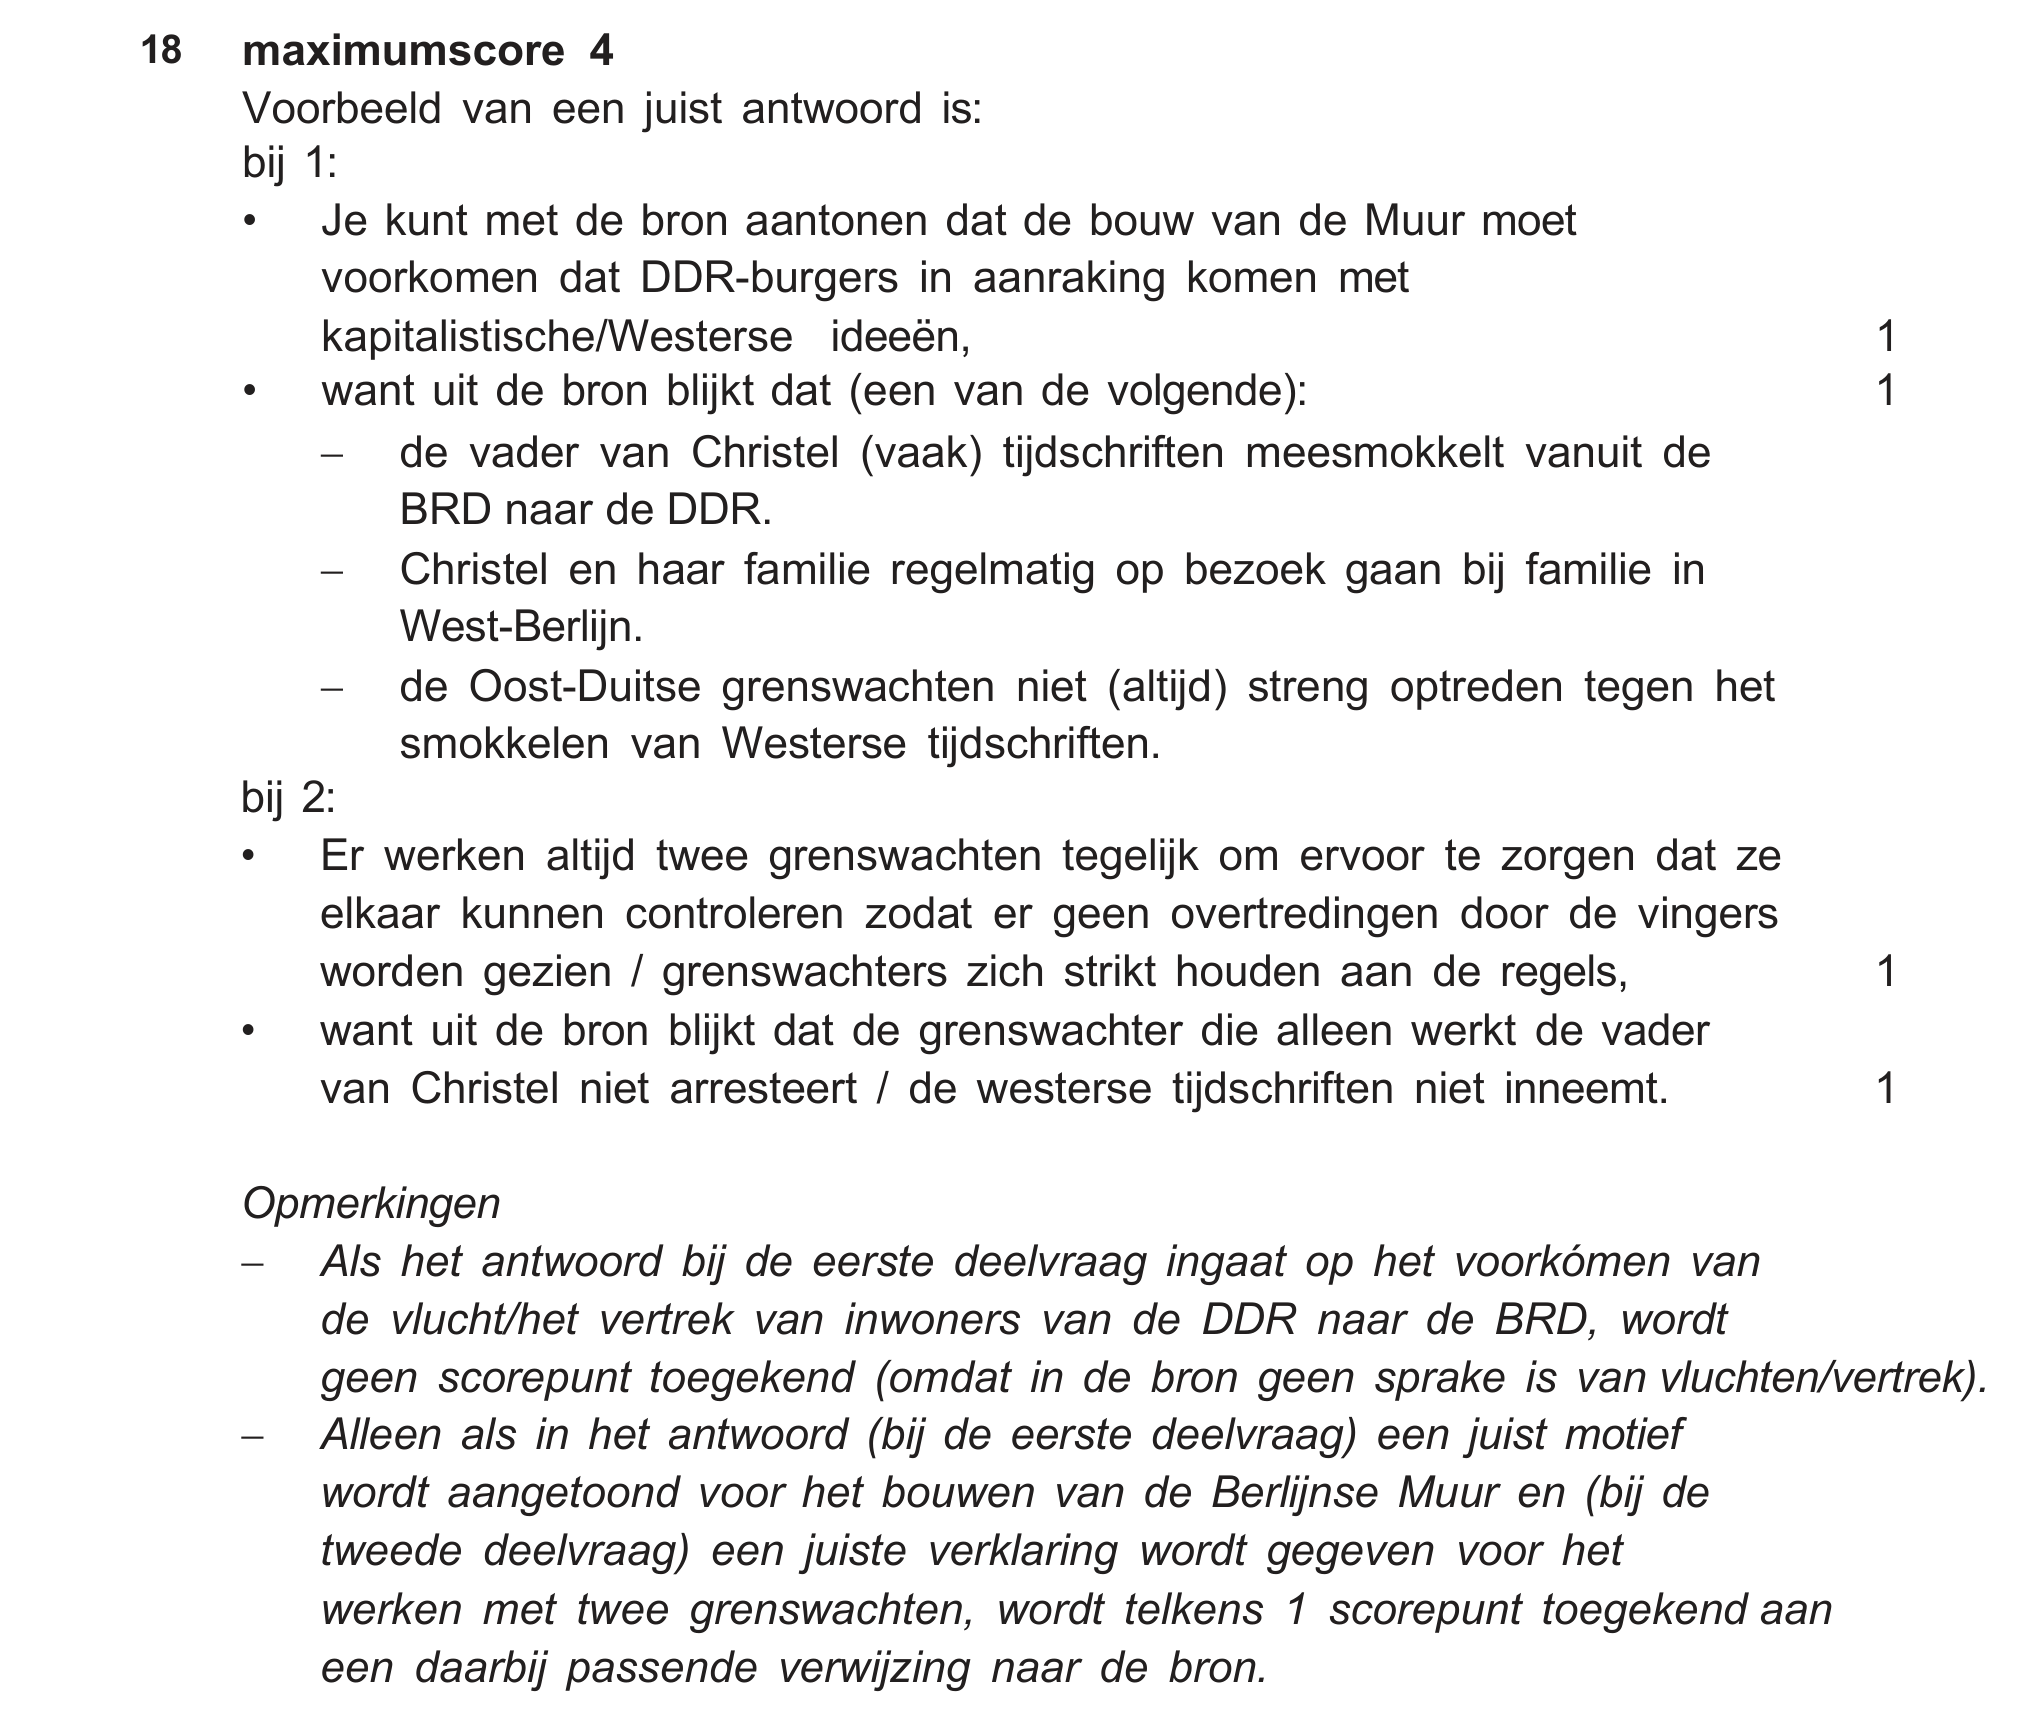 18 maximumscore 4
Voorbeeld van een juist antwoord is:
bij 1:
• Je kunt met de bron aantonen dat de bouw van de Muur moet
voorkomen dat DDR-burgers in aanraking komen met
kapitalistische/Westerse ideeën, 1
• want uit de bron blijkt dat (een van de volgende): 1
– de vader van Christel (vaak) tijdschriften meesmokkelt vanuit de
BRD naar de DDR.
– Christel en haar familie regelmatig op bezoek gaan bij familie in
West-Berlijn.
– de Oost-Duitse grenswachten niet (altijd) streng optreden tegen het
smokkelen van Westerse tijdschriften.
bij 2:
• Er werken altijd twee grenswachten tegelijk om ervoor te zorgen dat ze
elkaar kunnen controleren zodat er geen overtredingen door de vingers
worden gezien / grenswachters zich strikt houden aan de regels, 1
• want uit de bron blijkt dat de grenswachter die alleen werkt de vader
van Christel niet arresteert / de westerse tijdschriften niet inneemt. 1
Opmerkingen
– Als het antwoord bij de eerste deelvraag ingaat op het voorkómen van
de vlucht/het vertrek van inwoners van de DDR naar de BRD, wordt
geen scorepunt toegekend (omdat in de bron geen sprake is van vluchten/vertrek).
– Alleen als in het antwoord (bij de eerste deelvraag) een juist motief
wordt aangetoond voor het bouwen van de Berlijnse Muur en (bij de
tweede deelvraag) een juiste verklaring wordt gegeven voor het
werken met twee grenswachten, wordt telkens 1 scorepunt toegekend aan
een daarbij passende verwijzing naar de bron.